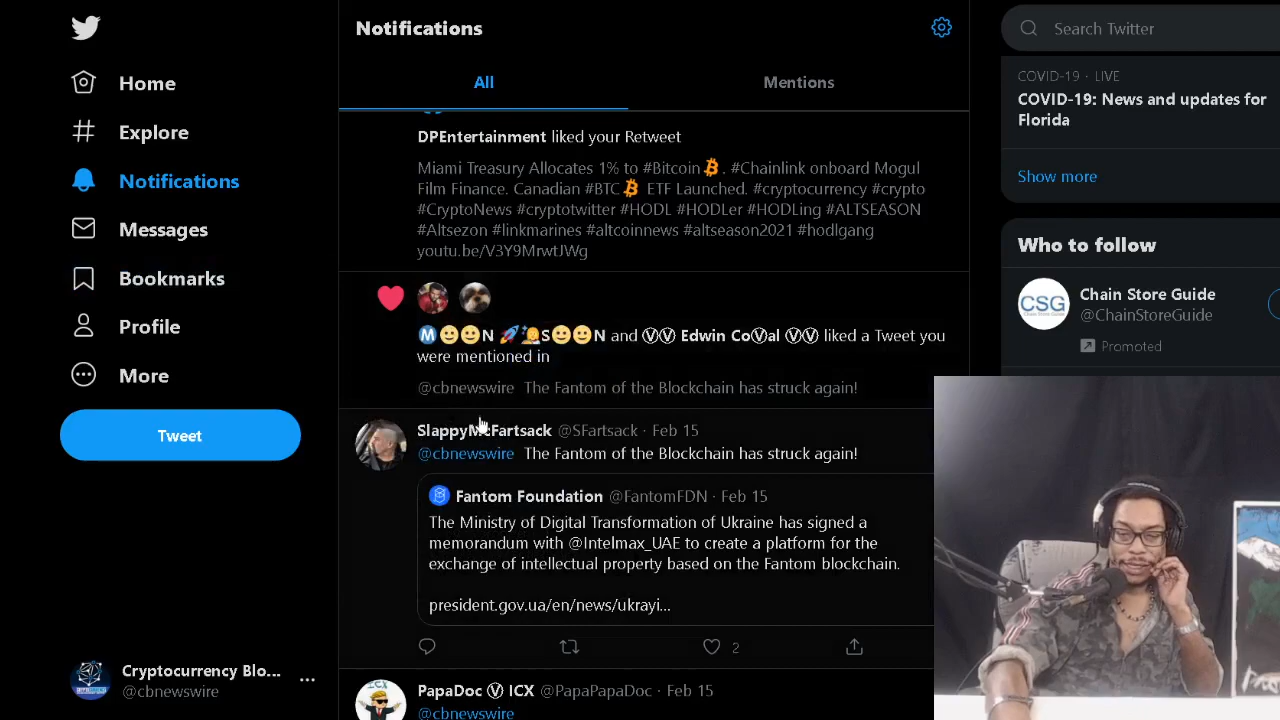 Home
Explore
Notifications
Messages
Bookmarks
Profile
More
Tweet
Cryptocurrency Blo...
@cbnewswire
Notifications
All
Mentions
DPEntertainment liked your Retweet
Miami Treasury Allocates 1% to #Bitcoin. #Chainlink onboard Mogul
Film Finance. Canadian #BTC ETF Launched. #cryptocurrency #crypto
#CryptoNews #cryptotwitter #HODL #HODLer #HODLing #ALTSEASON
#Altsezon #linkmarines #altcoinnews #altseason2021 #hodlgang
youtu.be/V3Y9MrwtJWg
Ⓜ️😊😊N 🚀👩‍🚀S😊😊N and ⓋⓋ Edwin CoⓋal ⓋⓋ liked a Tweet you
were mentioned in
@cbnewswire The Fantom of the Blockchain has struck again!
SlappyMcFartsack @SFartsack · Feb 15
@cbnewswire The Fantom of the Blockchain has struck again!
Fantom Foundation @FantomFDN · Feb 15
The Ministry of Digital Transformation of Ukraine has signed a
memorandum with @Intelmax_UAE to create a platform for the
exchange of intellectual property based on the Fantom blockchain.
president.gov.ua/en/news/ukrayi...
2
PapaDoc Ⓥ ICX @PapaPapaDoc · Feb 15
@cbnewswire
ICX
Search Twitter
COVID-19 · LIVE
COVID-19: News and updates for
Florida
Show more
Who to follow
CSG
Chain Store Guide
@ChainStoreGuide
Promoted